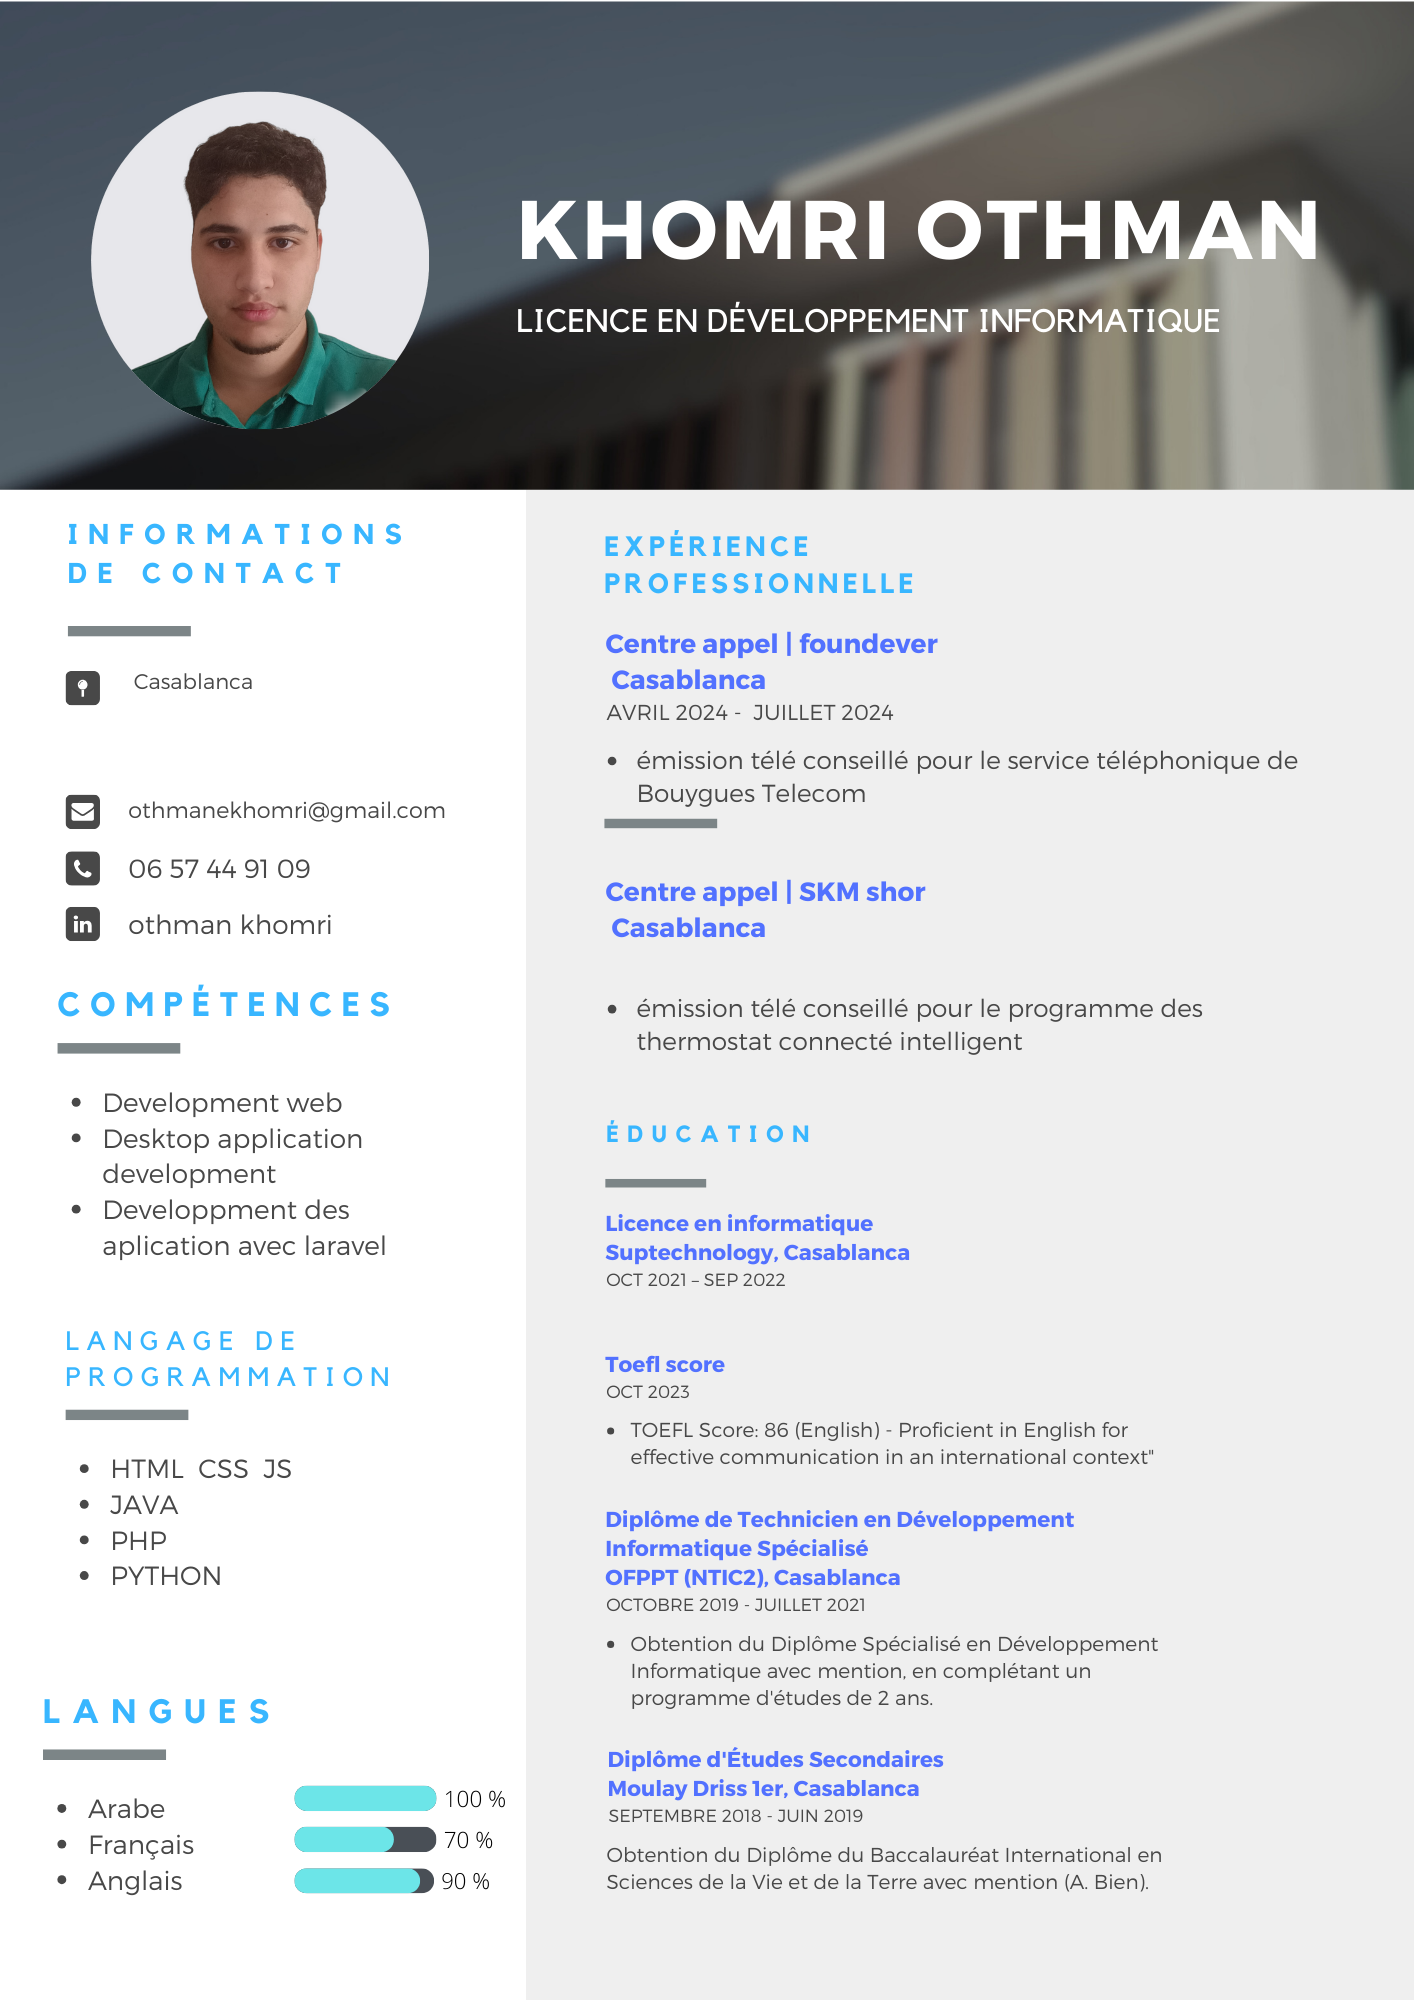 KHOMRI OTHMAN
LICENCE EN DÉVELOPPEMENT INFORMATIQUE
INFORMATIONS
DE CONTACT
Casablanca
othmanekhomri@gmail.com
06 57 44 91 09
in
othman khomri
COMPÉTENCES
• Development web
• Desktop application
development
• Developpment des
aplication avec laravel
LANGAGE DE
PROGRAMMATION
• HTML CSS JS
• JAVA
• PHP
• PYTHON
LANGUES
• Arabe 100 %
• Français 70 %
• Anglais 90 %
EXPÉRIENCE
PROFESSIONNELLE
Centre appel | foundever
Casablanca
AVRIL 2024 - JUILLET 2024
• émission télé conseillé pour le service téléphonique de
Bouygues Telecom
Centre appel | SKM shor
Casablanca
• émission télé conseillé pour le programme des
thermostat connecté intelligent
ÉDUCATION
Licence en informatique
Suptechnology, Casablanca
OCT 2021 – SEP 2022
Toefl score
OCT 2023
• TOEFL Score: 86 (English) - Proficient in English for
effective communication in an international context"
Diplôme de Technicien en Développement
Informatique Spécialisé
OFPPT (NTIC2), Casablanca
OCTOBRE 2019 - JUILLET 2021
• Obtention du Diplôme Spécialisé en Développement
Informatique avec mention, en complétant un
programme d'études de 2 ans.
Diplôme d'Études Secondaires
Moulay Driss 1er, Casablanca
SEPTEMBRE 2018 - JUIN 2019
Obtention du Diplôme du Baccalauréat International en
Sciences de la Vie et de la Terre avec mention (A. Bien).